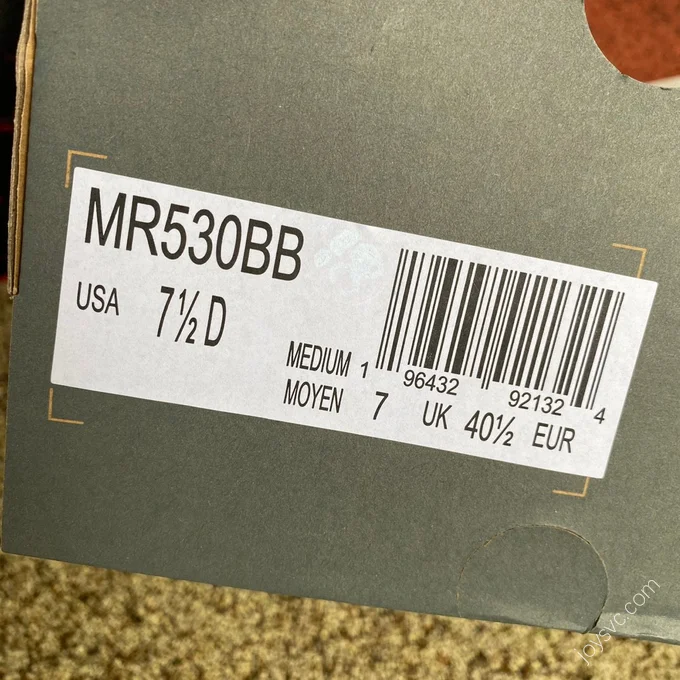 MR530BB
USA 7½ D
MEDIUM
MOYEN 7 UK 40½ EUR
1 96432 92132 4
joysvc.com